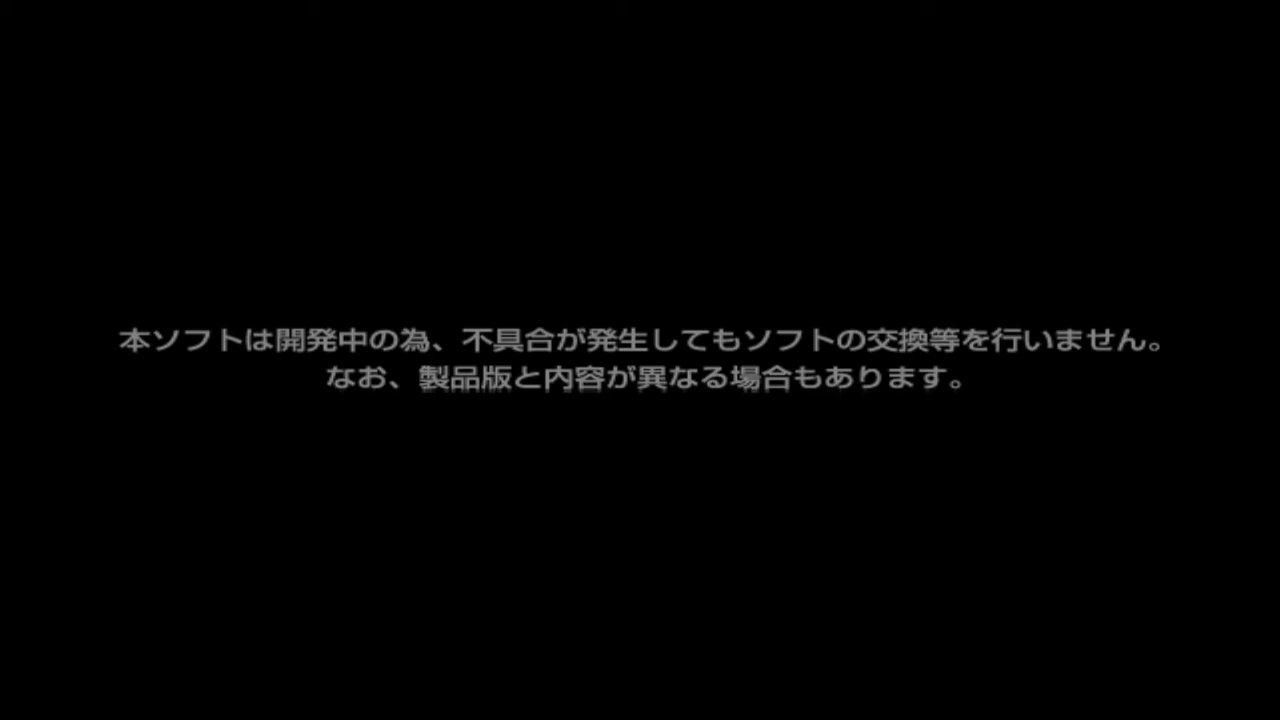 本ソフトは開発中の為、不具合が発生してもソフトの交換等を行いません。
なお、製品版と内容が異なる場合もあります。